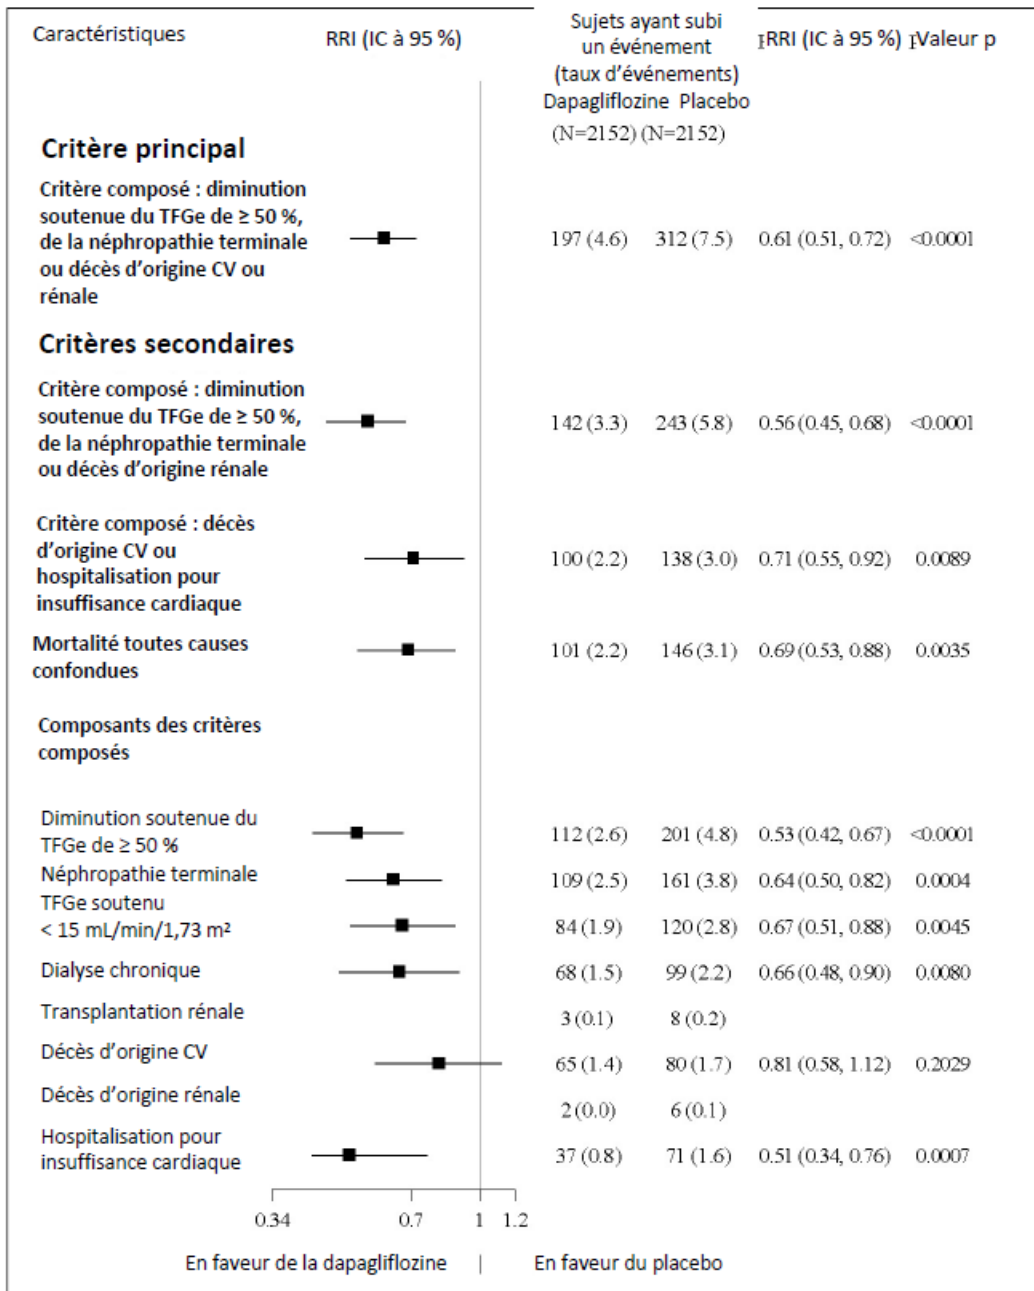 Caractéristiques
RRI (IC à 95 %)
Sujets ayant subi
un événement
(taux d'événements)
Dapagliflozine Placebo
(N=2152) (N=2152)
RRI (IC à 95 %)
Valeur p
Critère principal
Critère composé : diminution
soutenue du TFGe de ≥ 50 %,
de la néphropathie terminale
ou décès d'origine CV ou
rénale
197 (4.6) 312 (7.5) 0.61 (0.51, 0.72) <0.0001
Critères secondaires
Critère composé : diminution
soutenue du TFGe de ≥ 50 %,
de la néphropathie terminale
ou décès d'origine rénale
142 (3.3) 243 (5.8) 0.56 (0.45, 0.68) <0.0001
Critère composé : décès
d'origine CV ou
hospitalisation pour
insuffisance cardiaque
100 (2.2) 138 (3.0) 0.71 (0.55, 0.92) 0.0089
Mortalité toutes causes
confondues
101 (2.2) 146 (3.1) 0.69 (0.53, 0.88) 0.0035
Composants des critères
composés
Diminution soutenue du
TFGe de ≥ 50 %
112 (2.6) 201 (4.8) 0.53 (0.42, 0.67) <0.0001
Néphropathie terminale
109 (2.5) 161 (3.8) 0.64 (0.50, 0.82) 0.0004
TFGe soutenu
< 15 mL/min/1,73 m²
84 (1.9) 120 (2.8) 0.67 (0.51, 0.88) 0.0045
Dialyse chronique
68 (1.5) 99 (2.2) 0.66 (0.48, 0.90) 0.0080
Transplantation rénale
3 (0.1) 8 (0.2)
Décès d'origine CV
65 (1.4) 80 (1.7) 0.81 (0.58, 1.12) 0.2029
Décès d'origine rénale
2 (0.0) 6 (0.1)
Hospitalisation pour
insuffisance cardiaque
37 (0.8) 71 (1.6) 0.51 (0.34, 0.76) 0.0007
0.34 0.7 1 1.2
En faveur de la dapagliflozine | En faveur du placebo